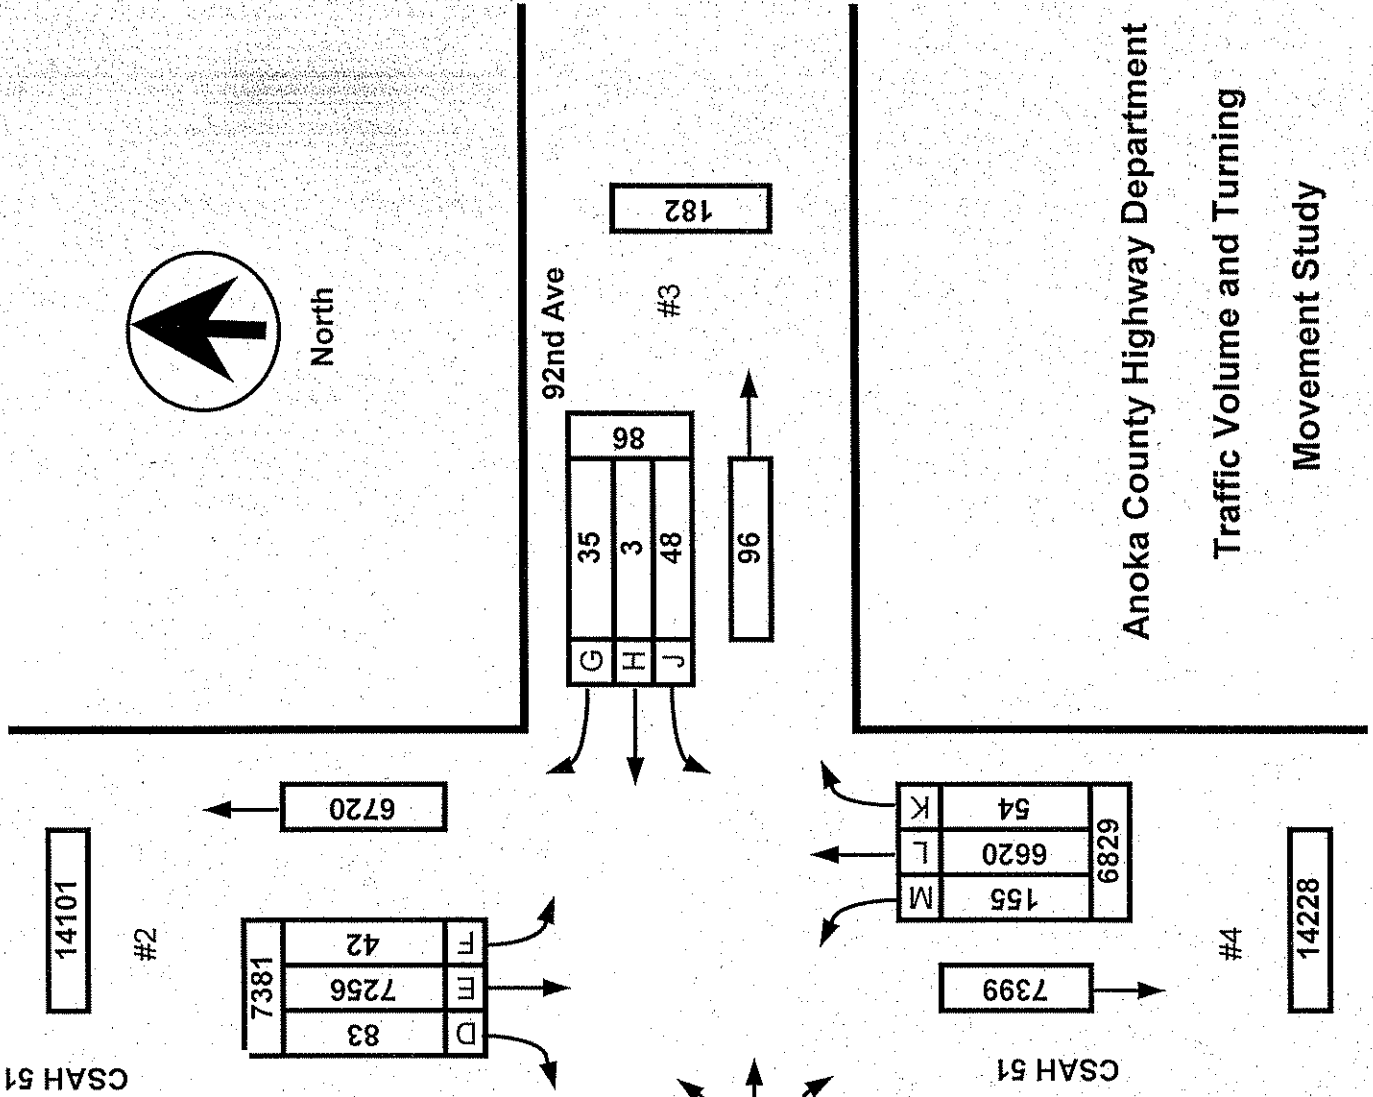 CSAH 51
14101
#2
7381
83
7256
42
D
E
F
6720
North
92nd Ave
G
35
H
3
J
48
86
96
#3
182
K
54
L
6620
M
155
6829
7399
#4
14228
CSAH 51
Anoka County Highway Department
Traffic Volume and Turning
Movement Study